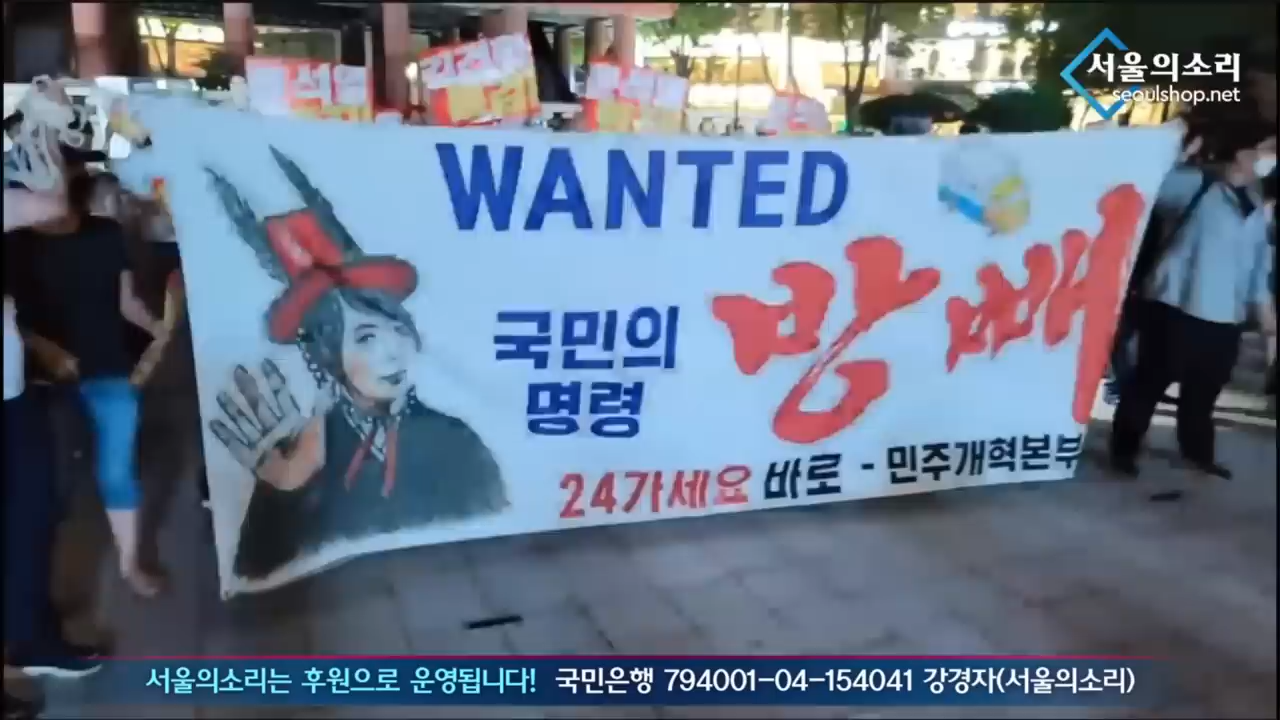 서울의소리
seoulshop.net
WANTED
국민의
명령
방빼
24가세요 바로 - 민주개혁본부
서울의소리는 후원으로 운영됩니다! 국민은행 794001-04-154041 강경자(서울의소리)